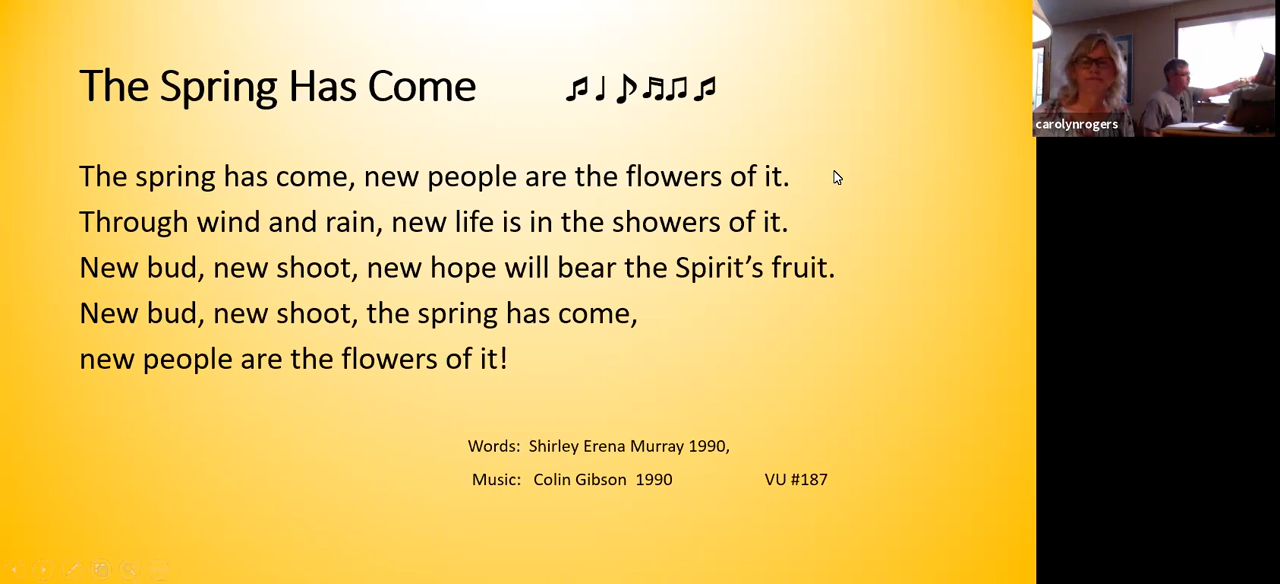 The Spring Has Come ♫♩♪♬♫♫
The spring has come, new people are the flowers of it.
Through wind and rain, new life is in the showers of it.
New bud, new shoot, new hope will bear the Spirit’s fruit.
New bud, new shoot, the spring has come,
new people are the flowers of it!
Words: Shirley Erena Murray 1990,
Music: Colin Gibson 1990 VU #187
carolynrogers